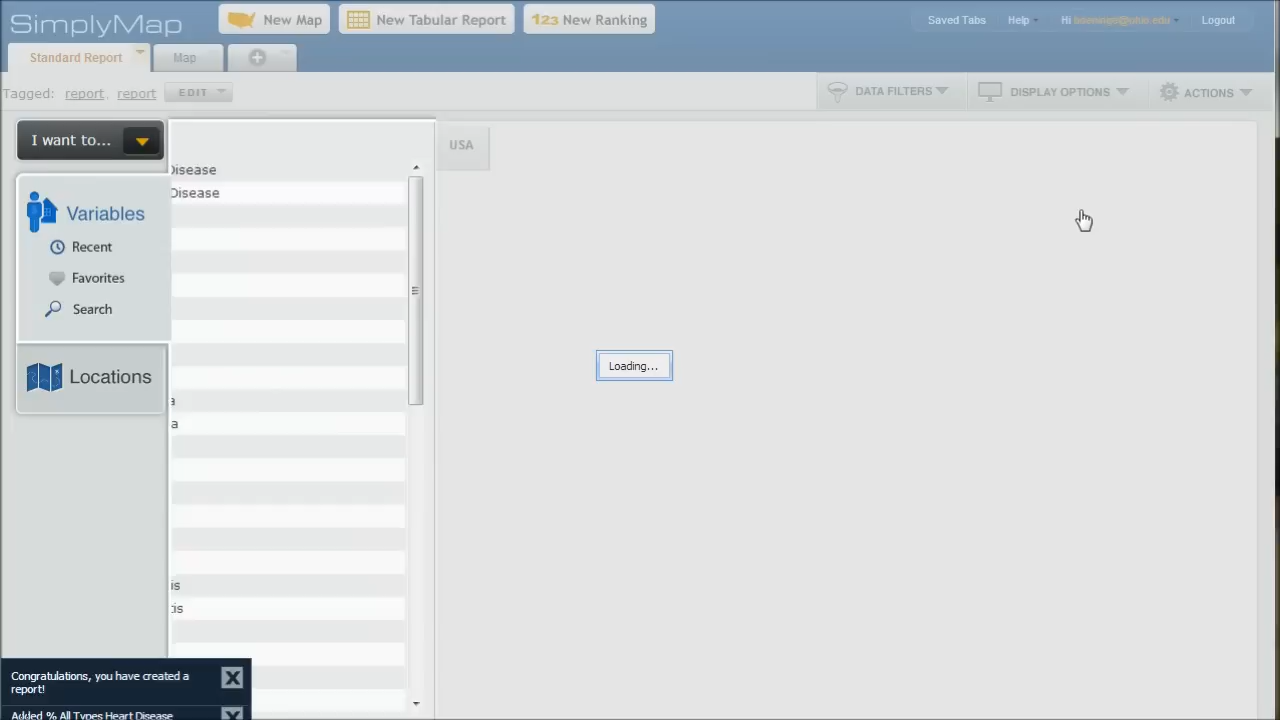 SimplyMap
New Map
New Tabular Report
123 New Ranking
Saved Tabs
Help
Hi
Logout
Standard Report
Map
Tagged: report, report
EDIT
DATA FILTERS
DISPLAY OPTIONS
ACTIONS
I want to...
Disease
Disease
a
a
is
tis
USA
Variables
Recent
Favorites
Search
Locations
Loading...
Congratulations, you have created a
report!
Added % All Types Heart Disease